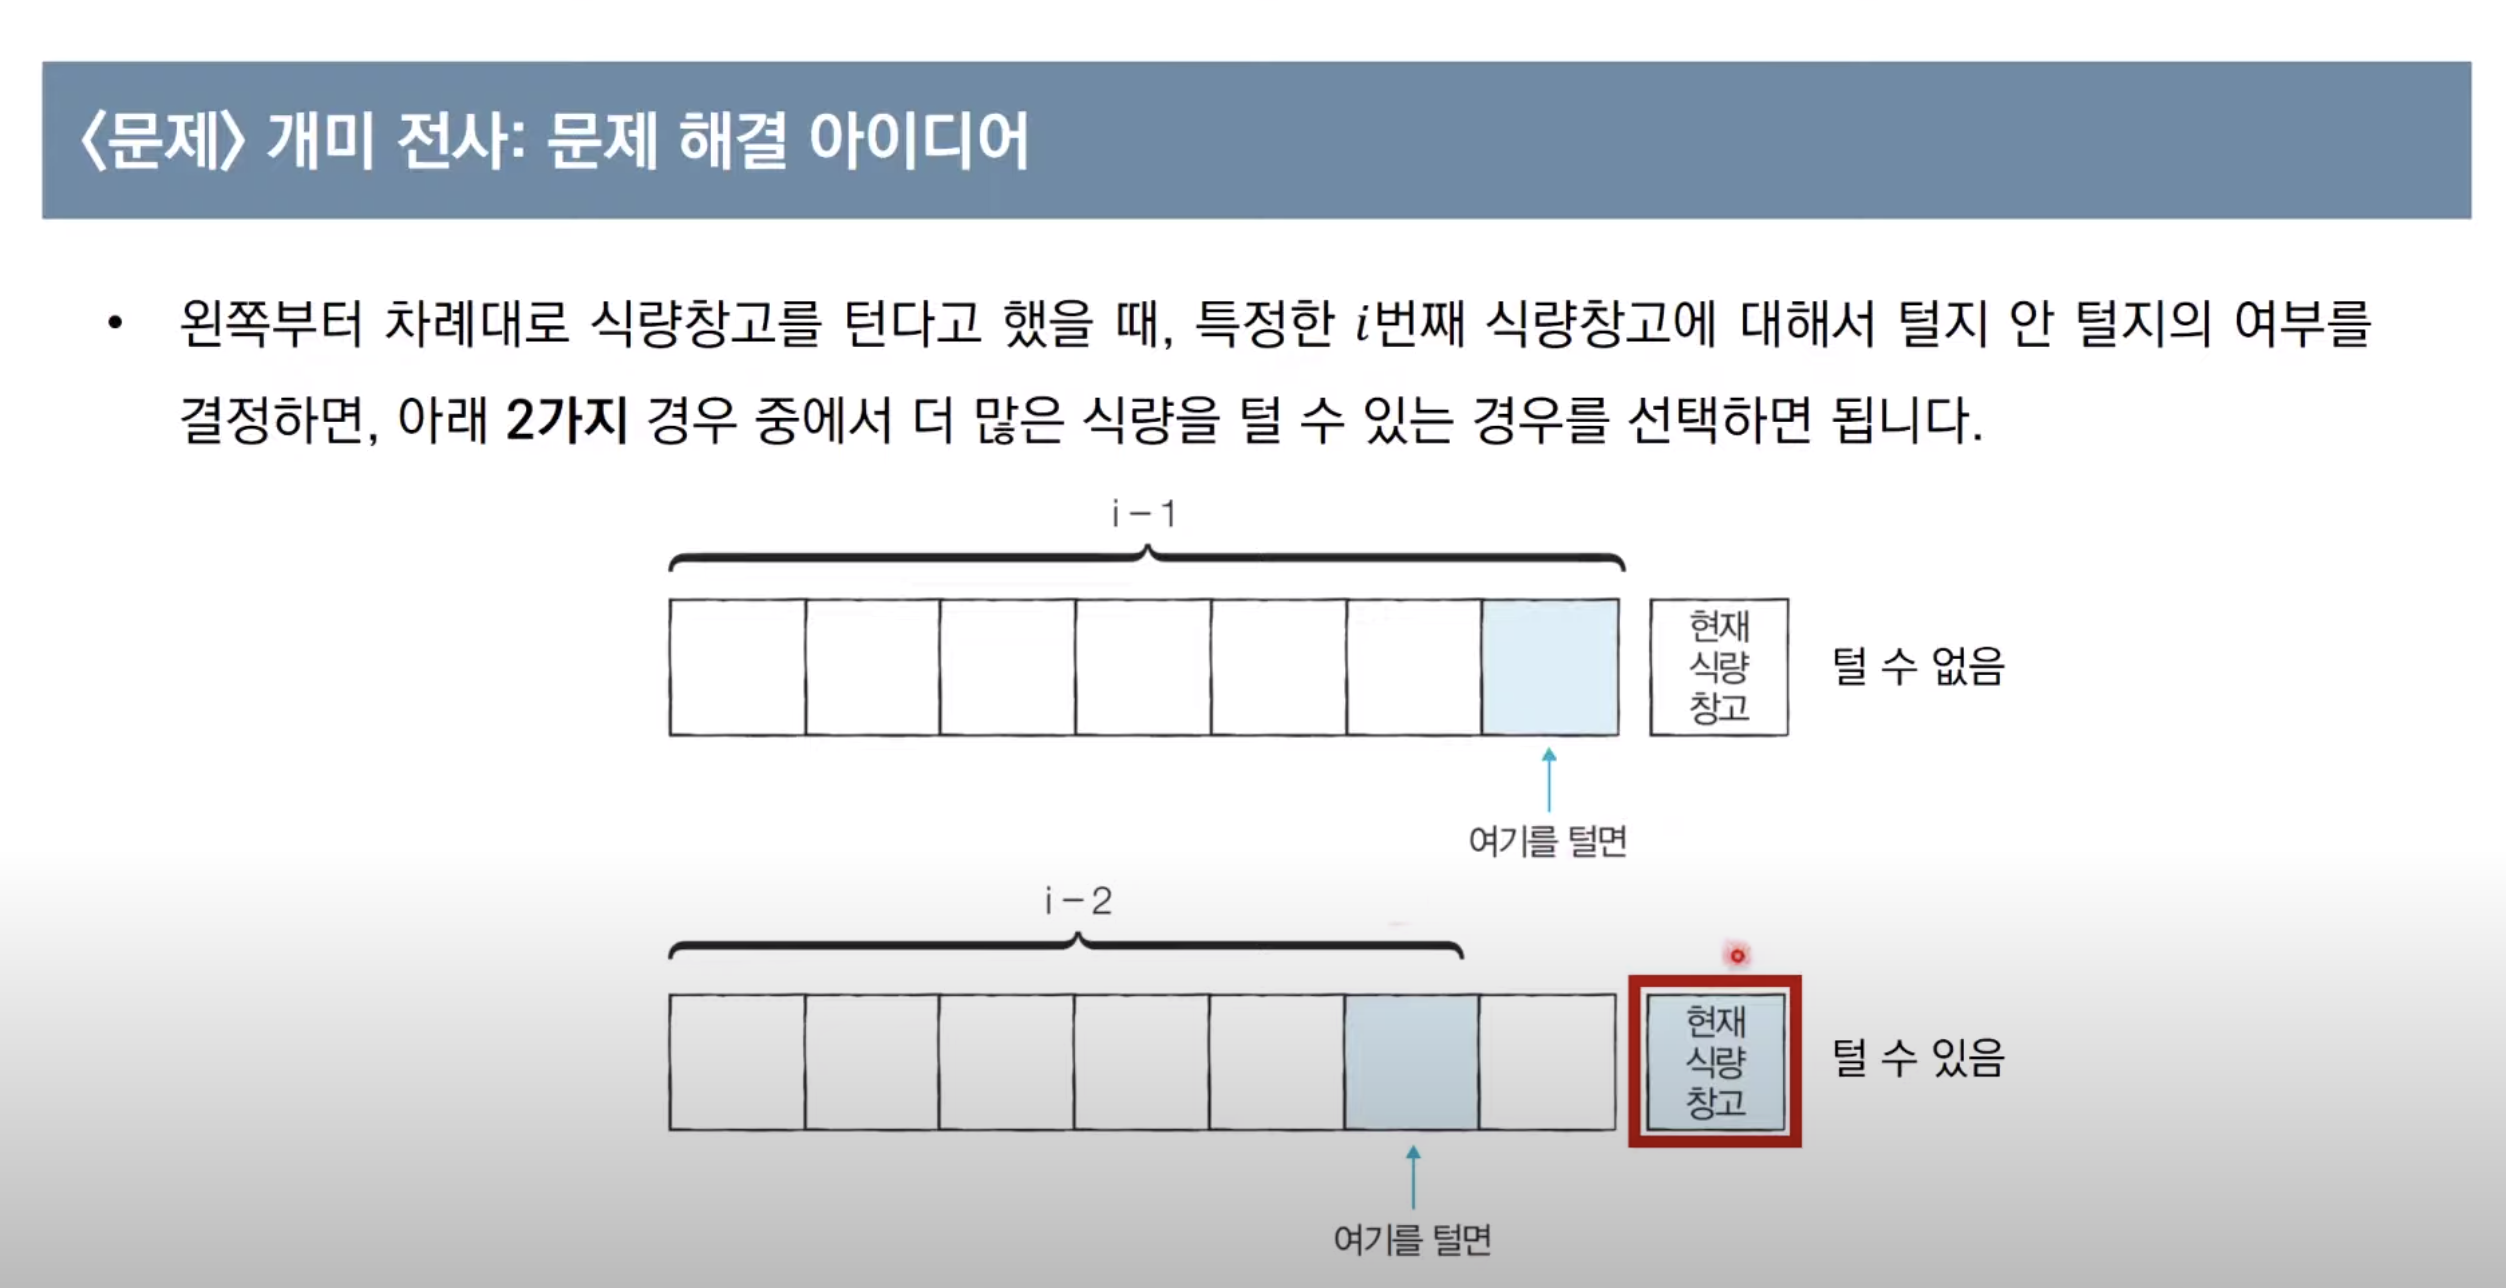 〈문제〉 개미 전사: 문제 해결 아이디어
• 왼쪽부터 차례대로 식량창고를 턴다고 했을 때, 특정한 i번째 식량창고에 대해서 털지 안 털지의 여부를
결정하면, 아래 2가지 경우 중에서 더 많은 식량을 털 수 있는 경우를 선택하면 됩니다.
i – 1
현재
식량
창고
털 수 없음
여기를 털면
i – 2
현재
식량
창고
털 수 있음
여기를 털면